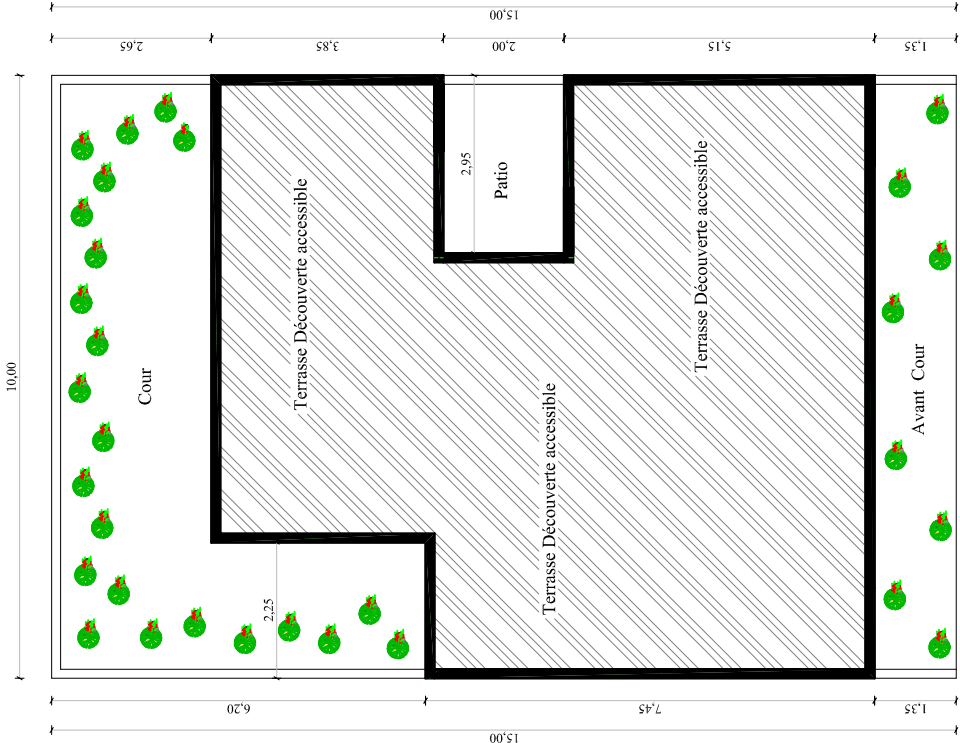 15,00
2,65
3,85
2,00
5,15
1,35
10,00
2,95
Patio
Terrasse Découverte accessible
Terrasse Découverte accessible
Cour
Avant Cour
Terrasse Découverte accessible
2,25
6,20
7,45
1,35
15,00